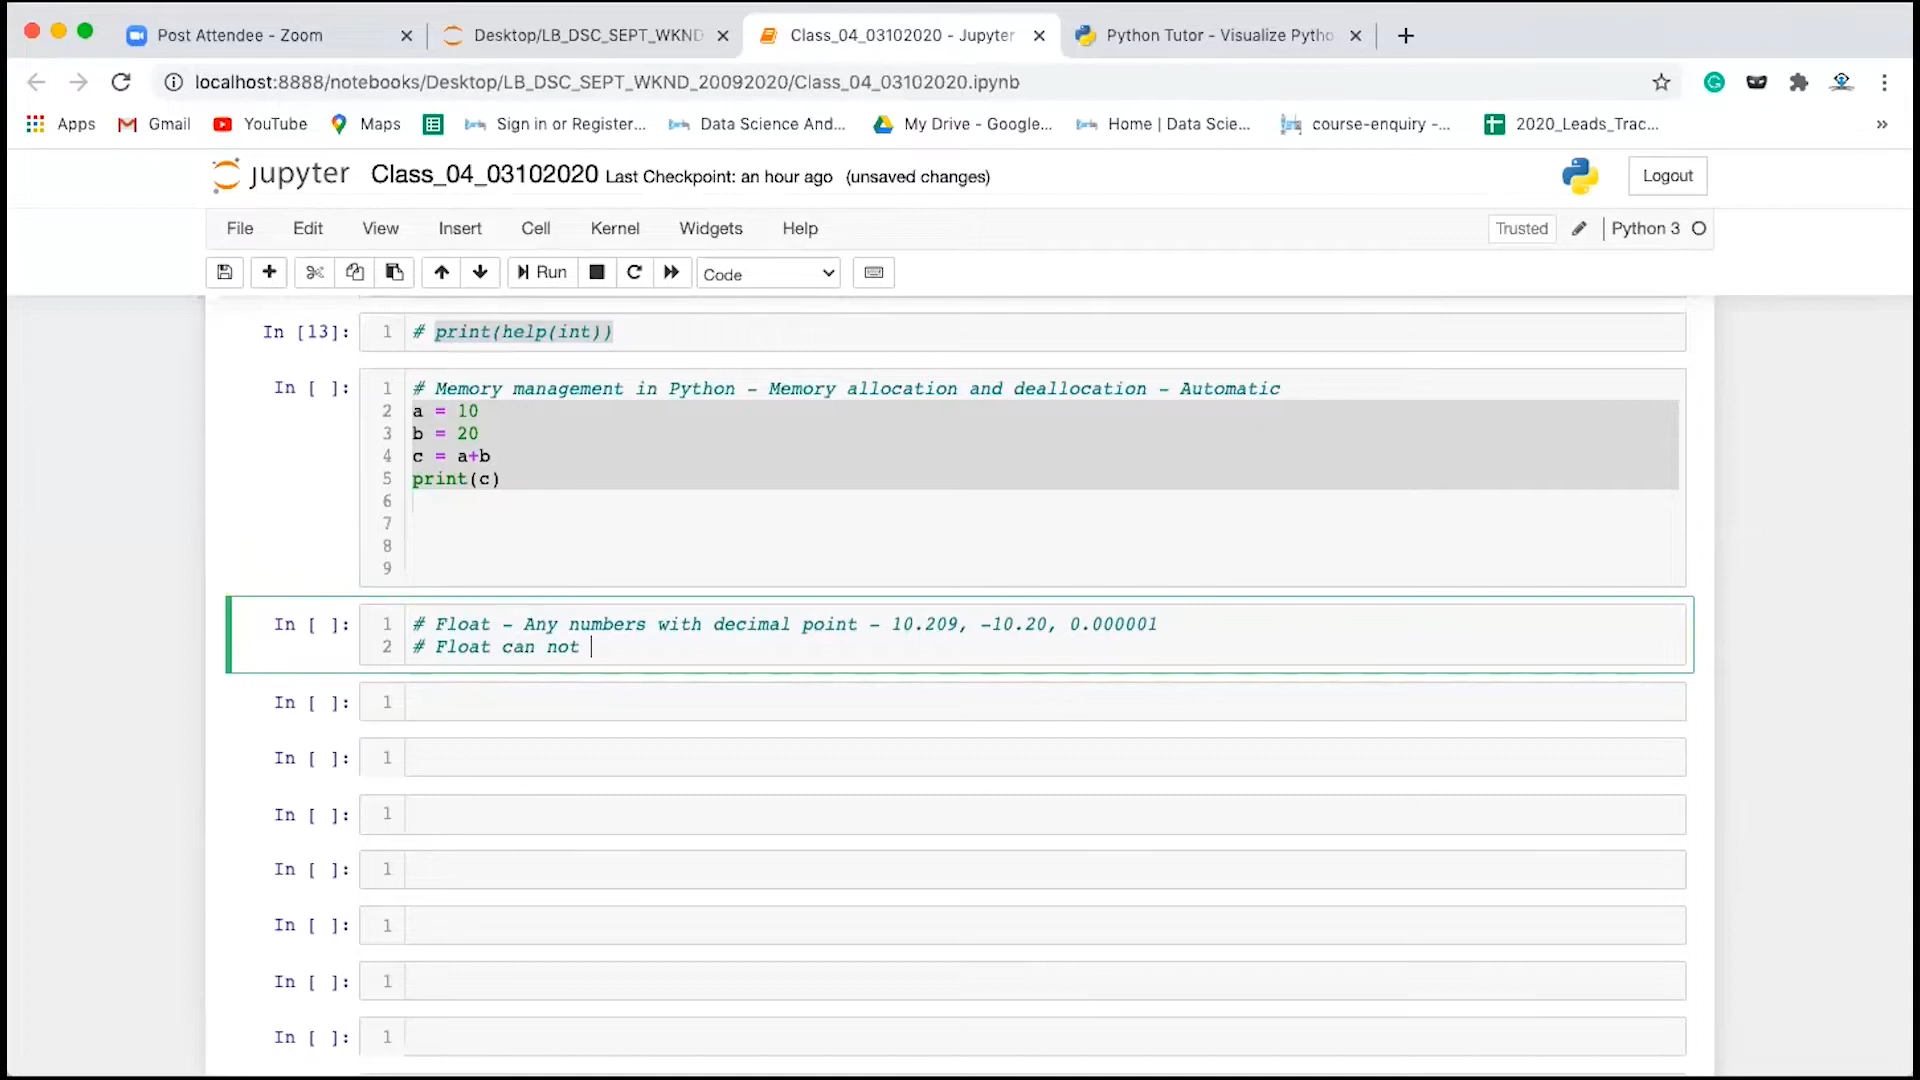 Post Attendee - Zoom
Desktop/LB_DSC_SEPT_WKND
Class_04_03102020 - Jupyter
Python Tutor - Visualize Pytho
localhost:8888/notebooks/Desktop/LB_DSC_SEPT_WKND_20092020/Class_04_03102020.ipynb
Apps
Gmail
YouTube
Maps
Sign in or Register...
Data Science And...
My Drive - Google...
Home | Data Scie...
course-enquiry -...
2020_Leads_Trac...
»
jupyter Class_04_03102020 Last Checkpoint: an hour ago (unsaved changes)
Logout
File Edit View Insert Cell Kernel Widgets Help
Trusted
Python 3
Run
Code
In [13]: 1 # print(help(int))
In [ ]: 1 # Memory management in Python - Memory allocation and deallocation - Automatic
2 a = 10
3 b = 20
4 c = a+b
5 print(c)
6
7
8
9
In [ ]: 1 # Float - Any numbers with decimal point - 10.209, -10.20, 0.000001
2 # Float can not
In [ ]: 1
In [ ]: 1
In [ ]: 1
In [ ]: 1
In [ ]: 1
In [ ]: 1
In [ ]: 1